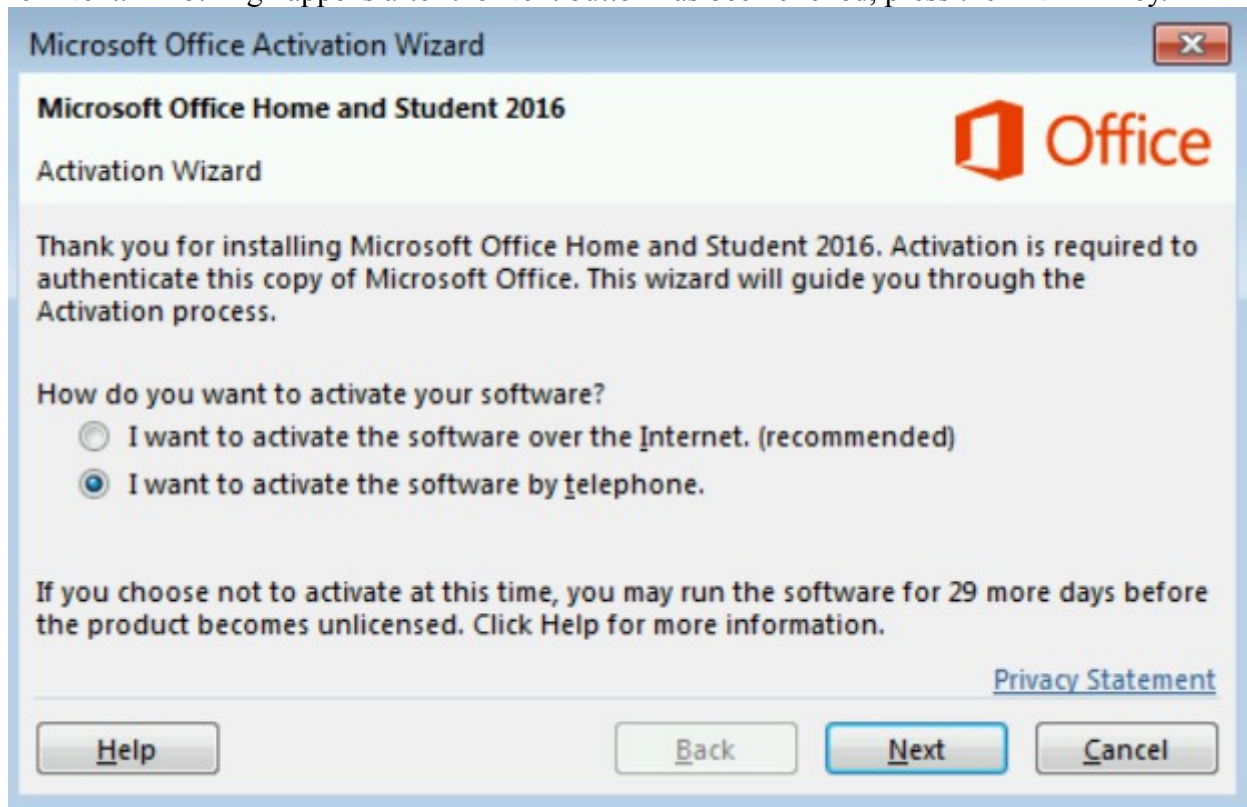 Microsoft Office Activation Wizard
Microsoft Office Home and Student 2016
Office
Activation Wizard
Thank you for installing Microsoft Office Home and Student 2016. Activation is required to
authenticate this copy of Microsoft Office. This wizard will guide you through the
Activation process.
How do you want to activate your software?
I want to activate the software over the Internet. (recommended)
I want to activate the software by telephone.
If you choose not to activate at this time, you may run the software for 29 more days before
the product becomes unlicensed. Click Help for more information.
Privacy Statement
Help
Back
Next
Cancel